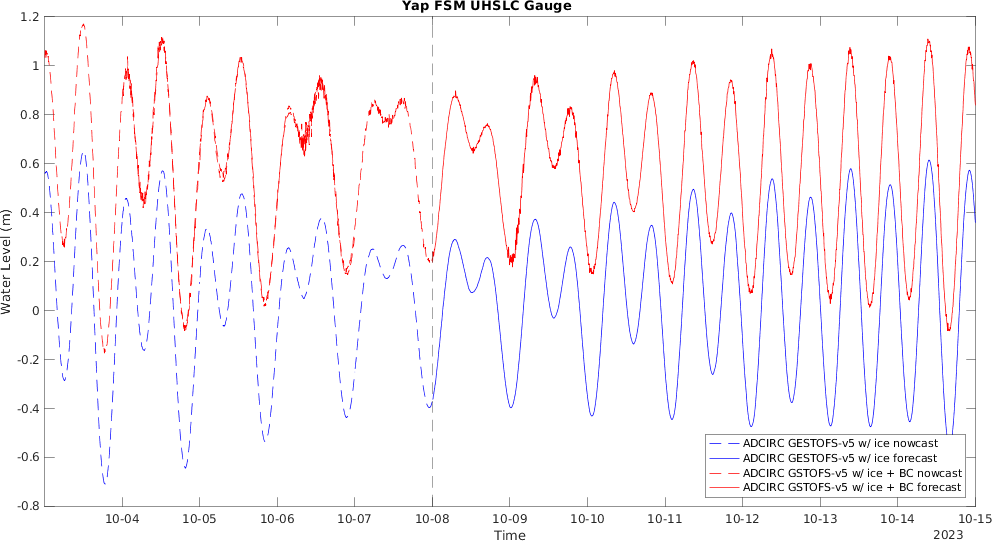 Yap FSM UHSLC Gauge
Water Level (m)
1.2
1
0.8
0.6
0.4
0.2
0
-0.2
-0.4
-0.6
-0.8
ADCIRC GESTOFS-v5 w/ ice nowcast
ADCIRC GESTOFS-v5 w/ ice forecast
ADCIRC GSTOFS-v5 w/ ice + BC nowcast
ADCIRC GSTOFS-v5 w/ ice + BC forecast
10-04 10-05 10-06 10-07 10-08 10-09 10-10 10-11 10-12 10-13 10-14 10-15
Time
2023